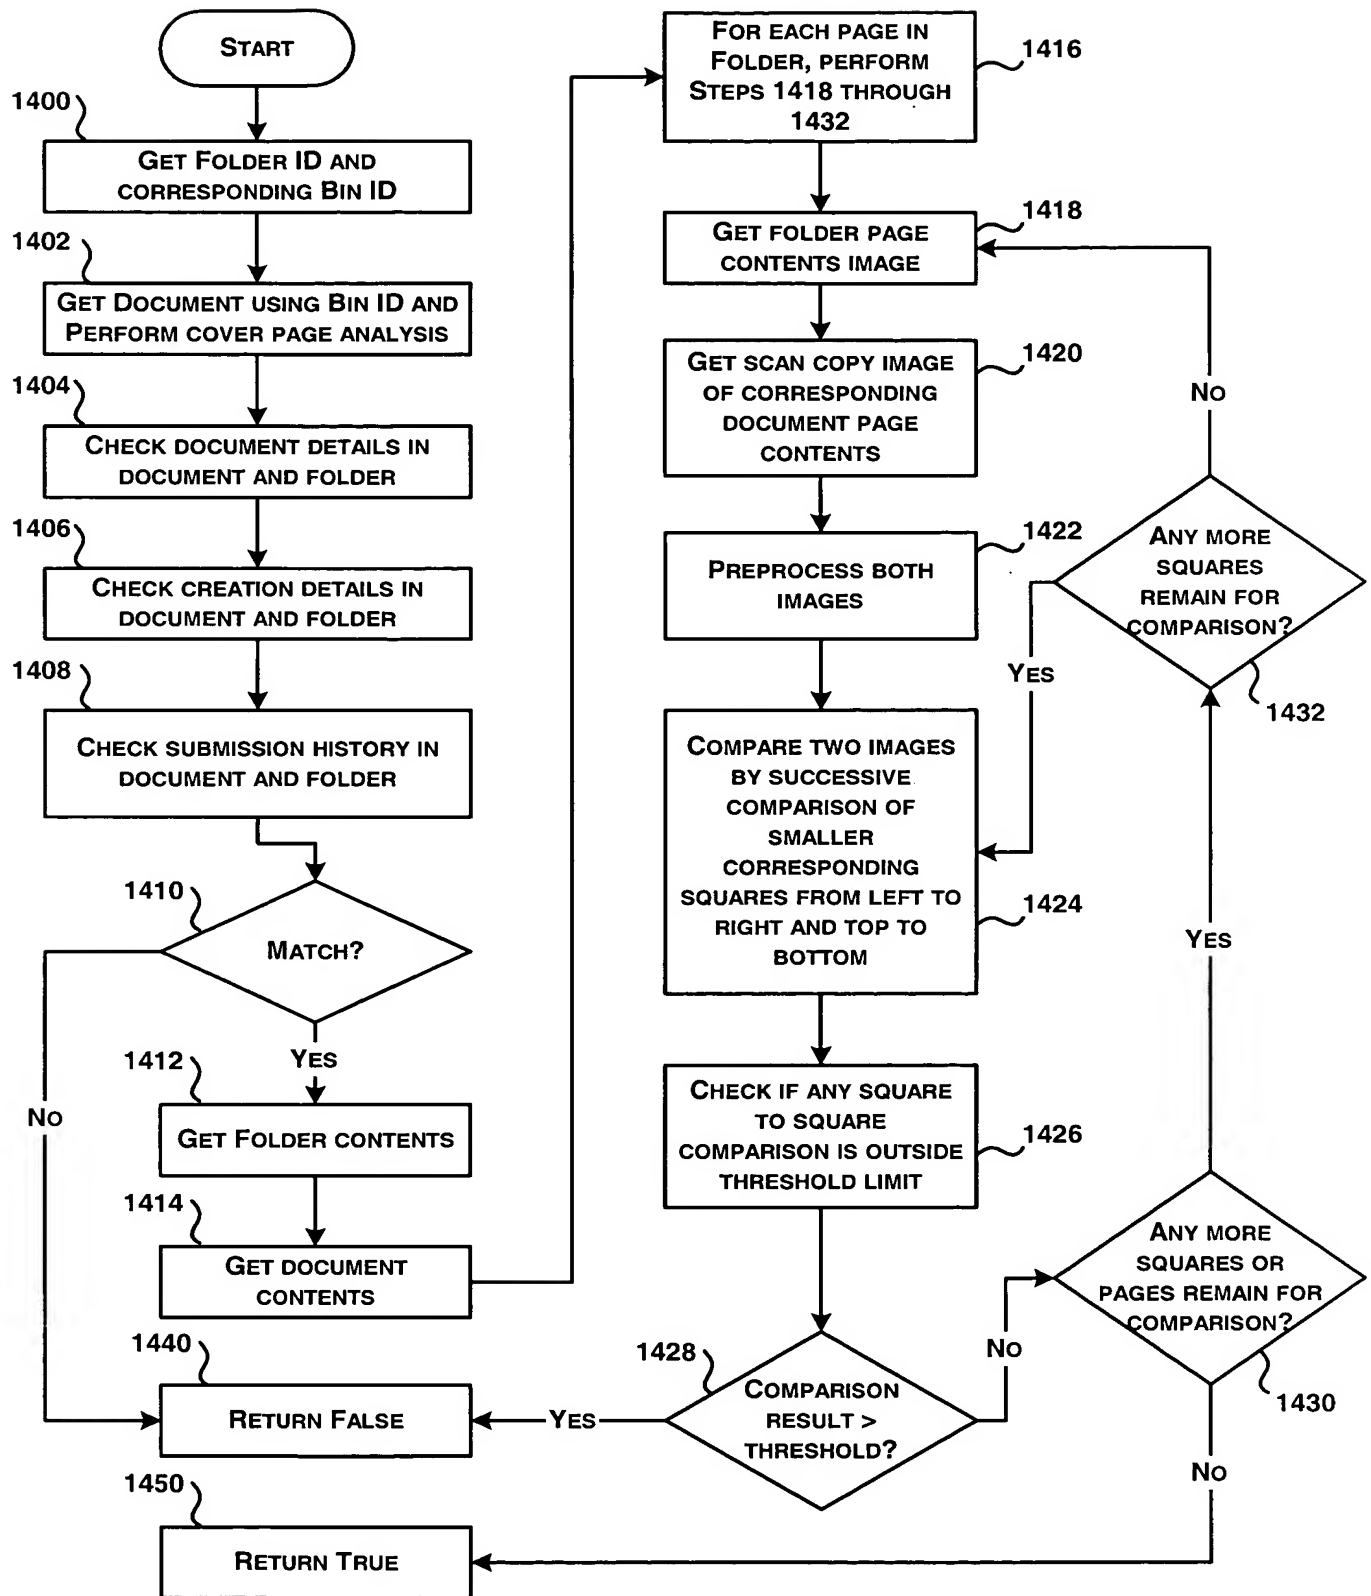 START
1400
GET FOLDER ID AND
CORRESPONDING BIN ID
1402
GET DOCUMENT USING BIN ID AND
PERFORM COVER PAGE ANALYSIS
1404
CHECK DOCUMENT DETAILS IN
DOCUMENT AND FOLDER
1406
CHECK CREATION DETAILS IN
DOCUMENT AND FOLDER
1408
CHECK SUBMISSION HISTORY IN
DOCUMENT AND FOLDER
1410
MATCH?
NO
YES
1412
GET FOLDER CONTENTS
1414
GET DOCUMENT
CONTENTS
1416
FOR EACH PAGE IN
FOLDER, PERFORM
STEPS 1418 THROUGH
1432
1418
GET FOLDER PAGE
CONTENTS IMAGE
1420
GET SCAN COPY IMAGE
OF CORRESPONDING
DOCUMENT PAGE
CONTENTS
1422
PREPROCESS BOTH
IMAGES
1424
COMPARE TWO IMAGES
BY SUCCESSIVE
COMPARISON OF
SMALLER
CORRESPONDING
SQUARES FROM LEFT TO
RIGHT AND TOP TO
BOTTOM
1426
CHECK IF ANY SQUARE
TO SQUARE
COMPARISON IS OUTSIDE
THRESHOLD LIMIT
1428
COMPARISON
RESULT >
THRESHOLD?
YES
NO
1430
ANY MORE
SQUARES OR
PAGES REMAIN FOR
COMPARISON?
YES
NO
1432
ANY MORE
SQUARES
REMAIN FOR
COMPARISON?
NO
YES
1440
RETURN FALSE
1450
RETURN TRUE